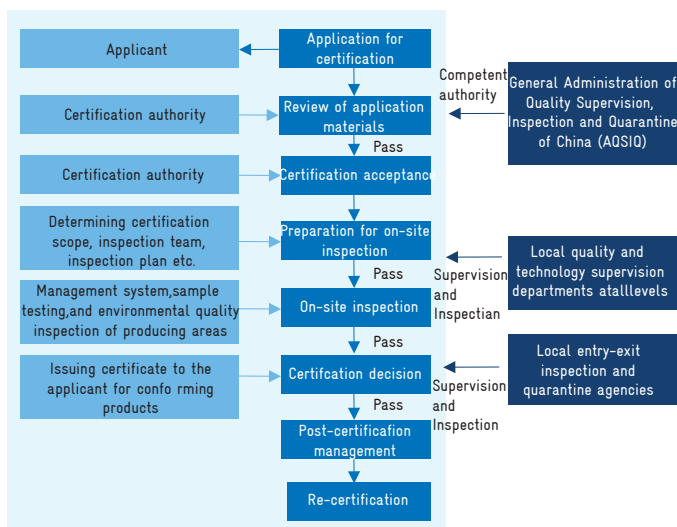 Applicant
Application for
certification
Certification authority
Review of application
materials
Competent
authority
General Administration of
Quality Supervision,
Inspection and Quarantine
of China (AQSIQ)
Pass
Certification authority
Certification acceptance
Determining certification
scope, inspection team,
inspection plan etc.
Preparation for on-site
inspection
Pass
Supervision
and
Inspectian
Local quality and
technology supervision
departments atalllevels
Management system,sample
testing,and environmental quality
inspection of producing areas
On-site inspection
Pass
Issuing certificate to the
applicant for confo rming
products
Certifcation decision
Pass
Supervision
and
Inspection
Local entry-exit
inspection and
quarantine agencies
Post-certificafion
management
Re-certification